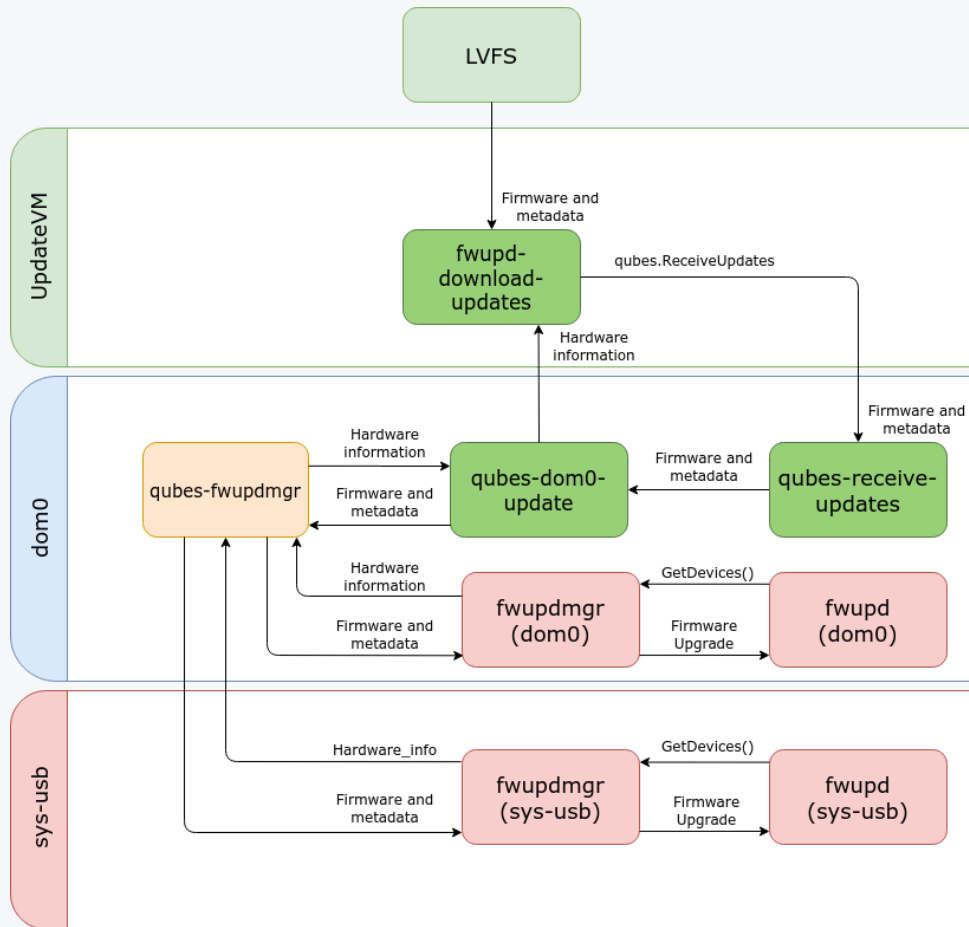 LVFS
UpdateVM
Firmware and
metadata
fwupd-
download-
updates
qubes.ReceiveUpdates
Hardware
information
dom0
Firmware and
metadata
Hardware
information
qubes-fwupdmgr
Firmware and
metadata
qubes-dom0-
update
Firmware and
metadata
qubes-receive-
updates
Hardware
information
Firmware and
metadata
fwupdmgr
(dom0)
GetDevices()
Firmware
Upgrade
fwupd
(dom0)
sys-usb
Hardware_info
Firmware and
metadata
fwupdmgr
(sys-usb)
GetDevices()
Firmware
Upgrade
fwupd
(sys-usb)